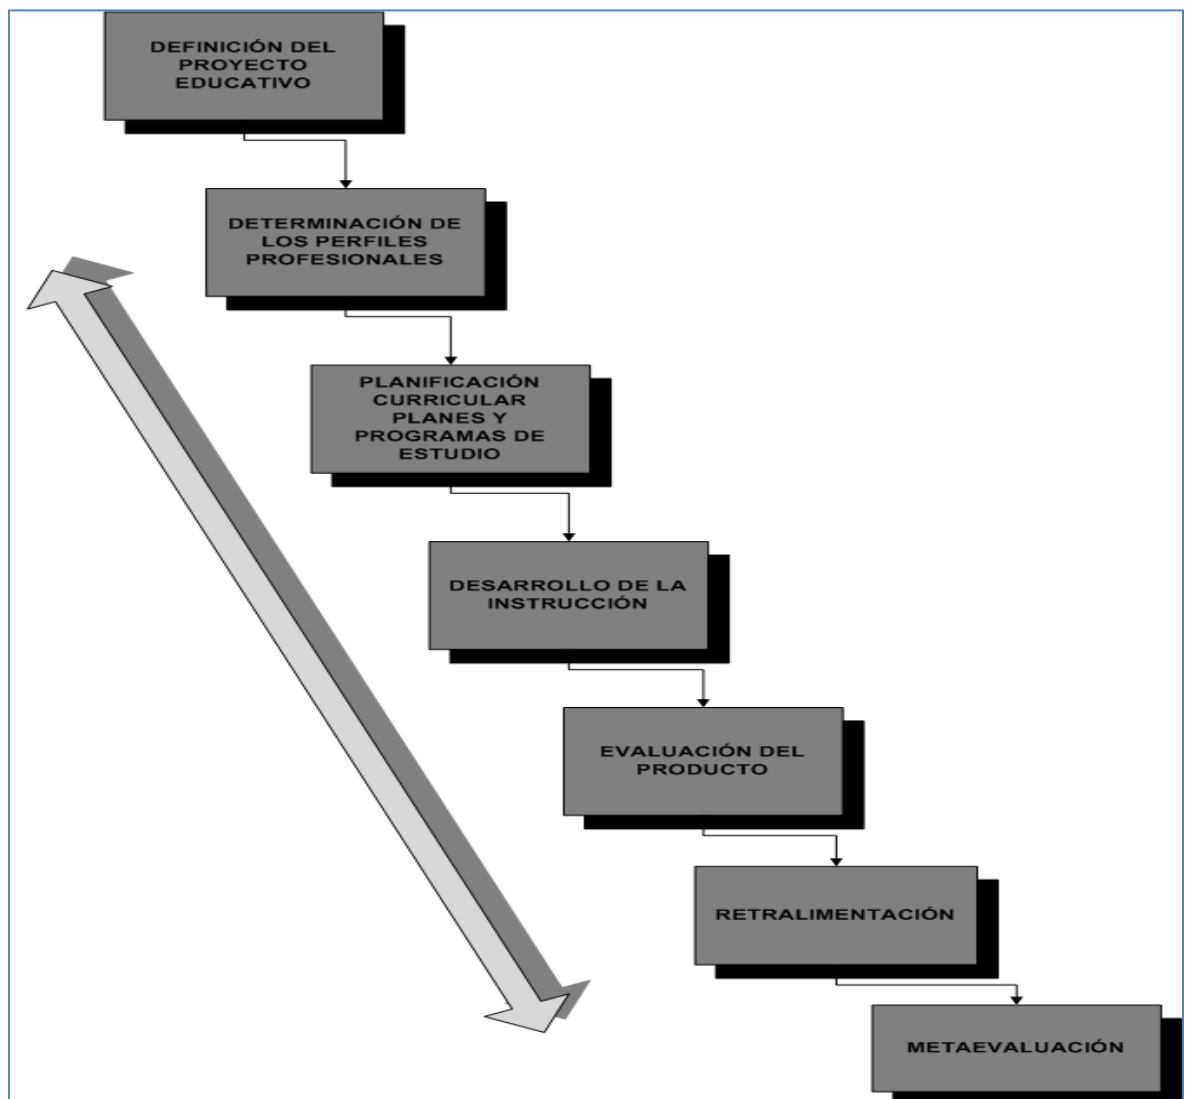 DEFINICIÓN DEL
PROYECTO
EDUCATIVO
DETERMINACIÓN DE
LOS PERFILES
PROFESIONALES
PLANIFICACIÓN
CURRICULAR
PLANES Y
PROGRAMAS DE
ESTUDIO
DESARROLLO DE LA
INSTRUCCIÓN
EVALUACIÓN DEL
PRODUCTO
RETRALIMENTACIÓN
METAEVALUACIÓN